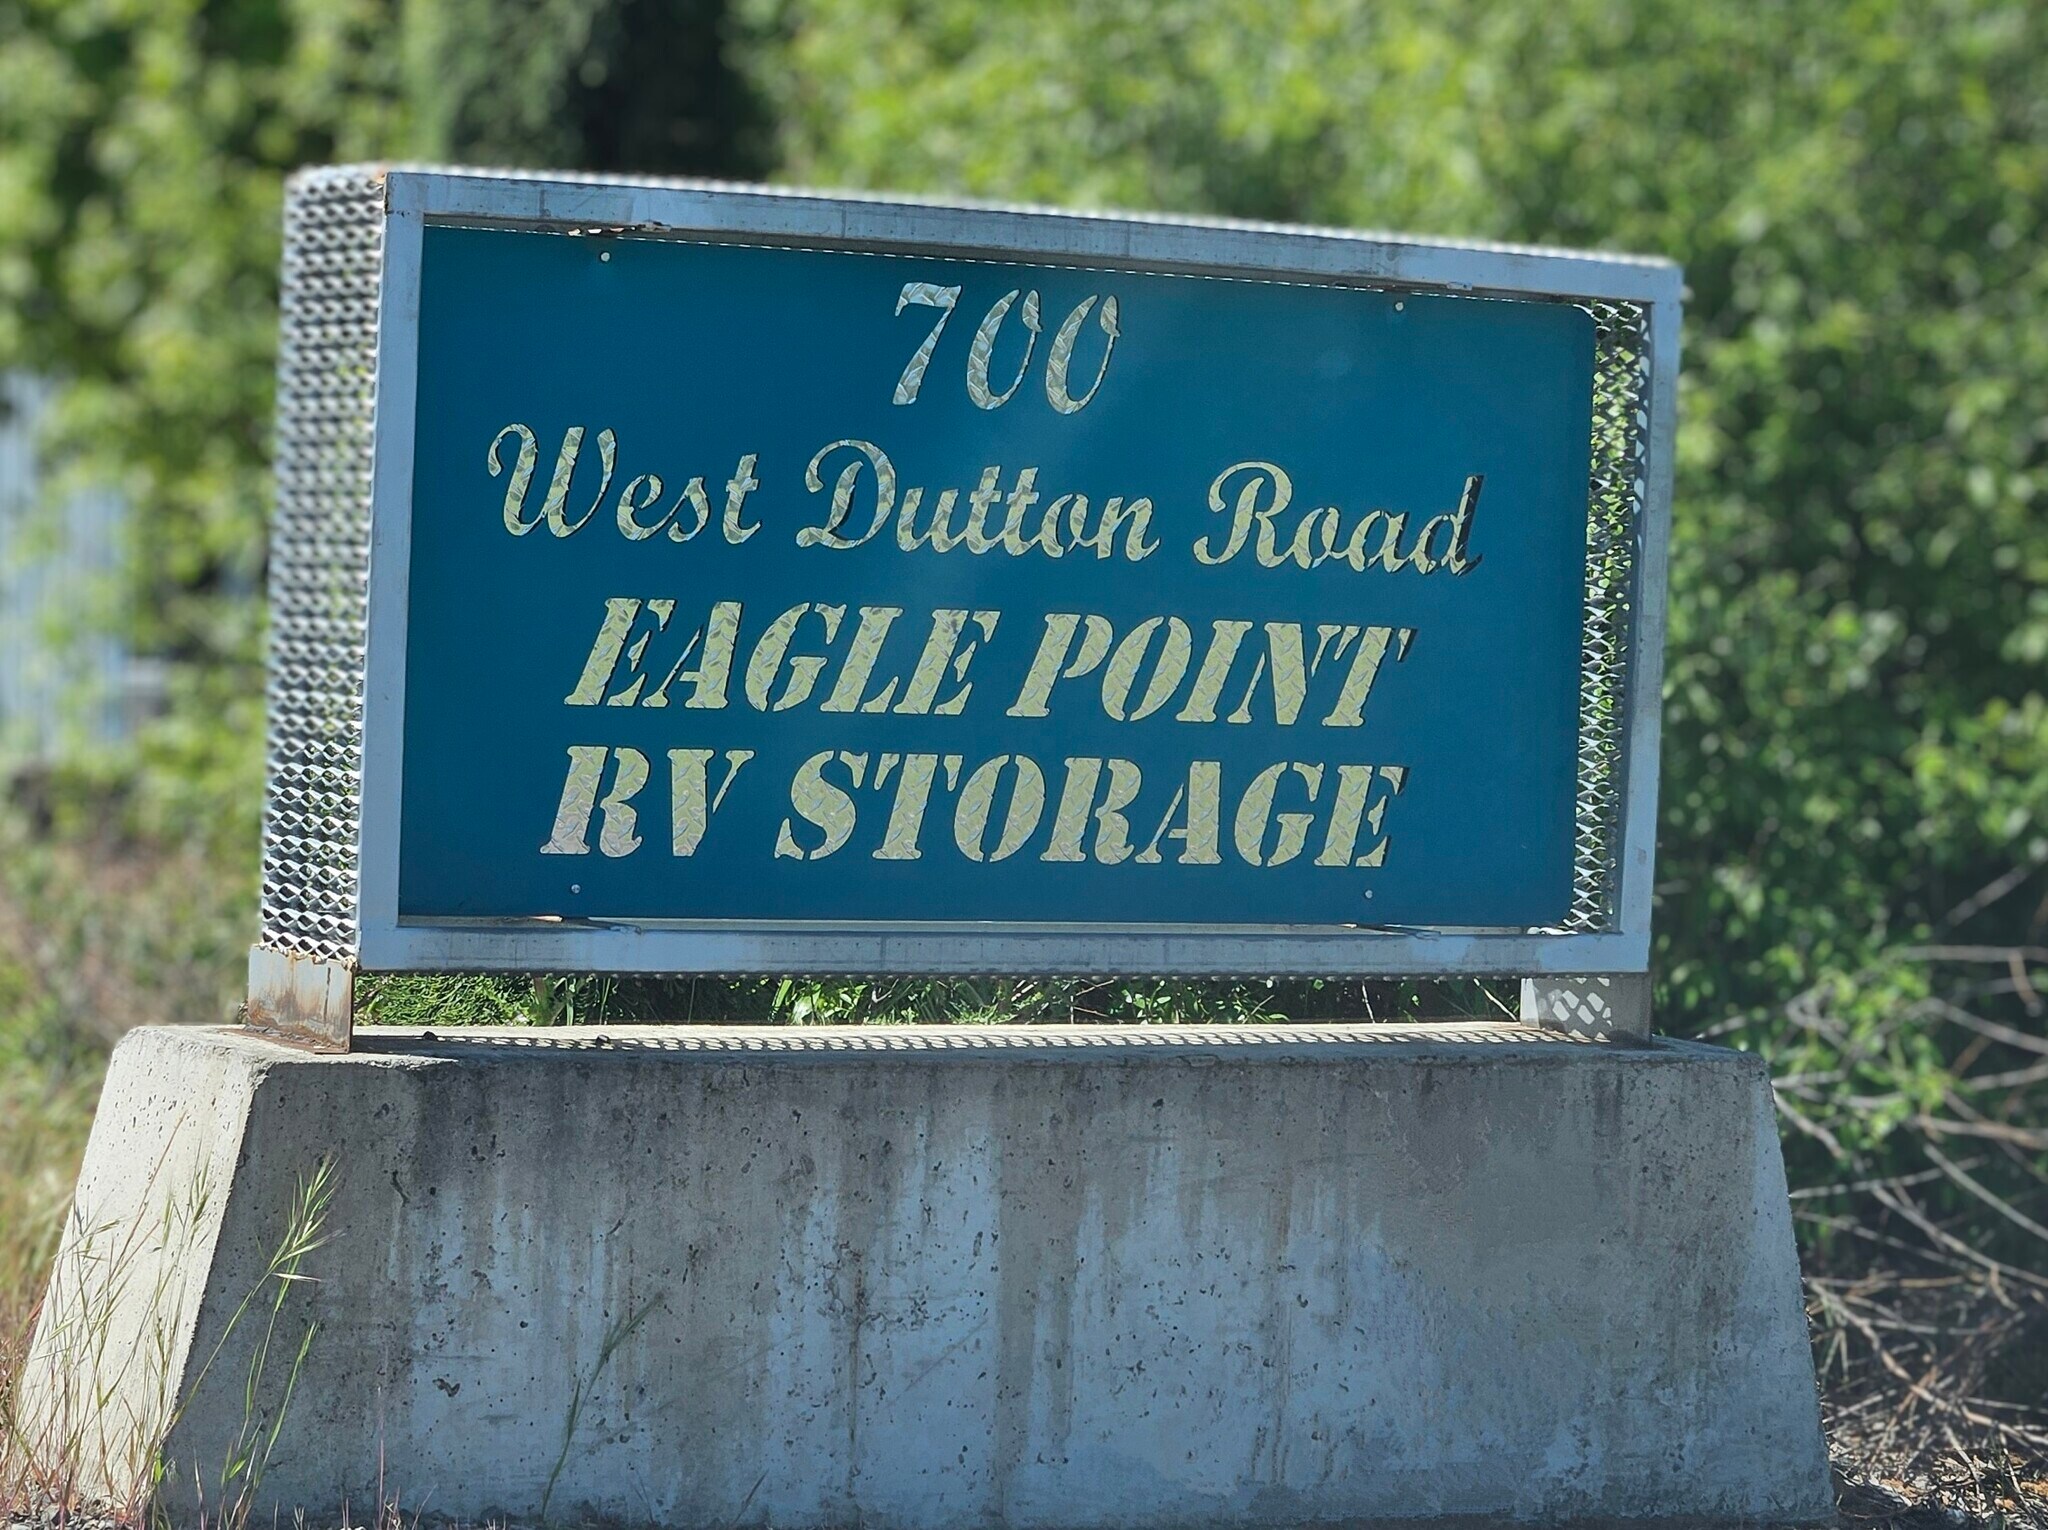 700
West Dutton Road
EAGLE POINT
RV STORAGE